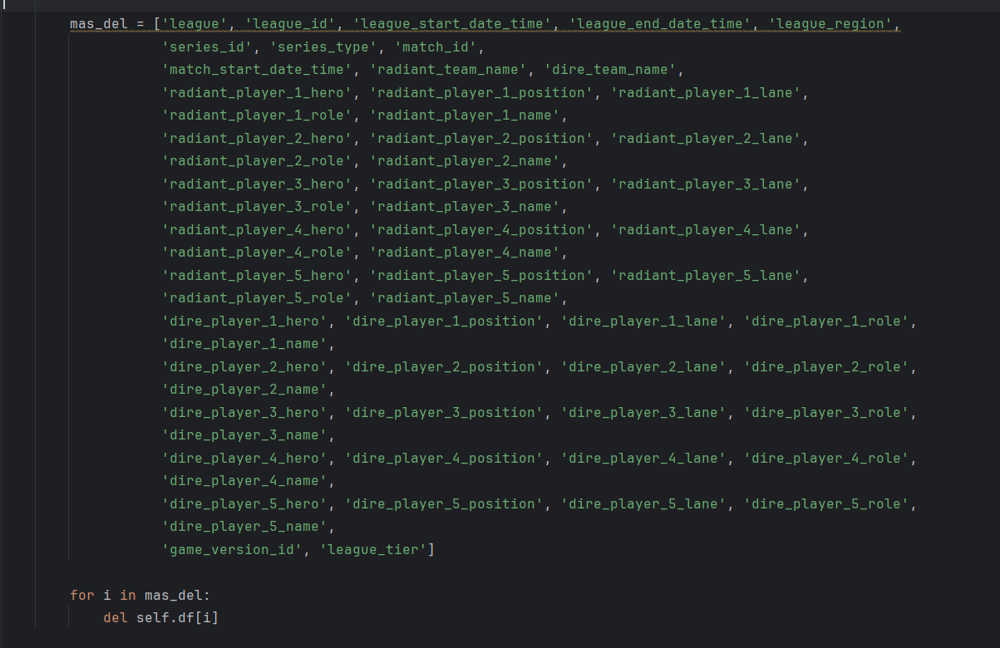 mas_del = ['league', 'league_id', 'league_start_date_time', 'league_end_date_time', 'league_region',
'series_id', 'series_type', 'match_id',
'match_start_date_time', 'radiant_team_name', 'dire_team_name',
'radiant_player_1_hero', 'radiant_player_1_position', 'radiant_player_1_lane',
'radiant_player_1_role', 'radiant_player_1_name',
'radiant_player_2_hero', 'radiant_player_2_position', 'radiant_player_2_lane',
'radiant_player_2_role', 'radiant_player_2_name',
'radiant_player_3_hero', 'radiant_player_3_position', 'radiant_player_3_lane',
'radiant_player_3_role', 'radiant_player_3_name',
'radiant_player_4_hero', 'radiant_player_4_position', 'radiant_player_4_lane',
'radiant_player_4_role', 'radiant_player_4_name',
'radiant_player_5_hero', 'radiant_player_5_position', 'radiant_player_5_lane',
'radiant_player_5_role', 'radiant_player_5_name',
'dire_player_1_hero', 'dire_player_1_position', 'dire_player_1_lane', 'dire_player_1_role',
'dire_player_1_name',
'dire_player_2_hero', 'dire_player_2_position', 'dire_player_2_lane', 'dire_player_2_role',
'dire_player_2_name',
'dire_player_3_hero', 'dire_player_3_position', 'dire_player_3_lane', 'dire_player_3_role',
'dire_player_3_name',
'dire_player_4_hero', 'dire_player_4_position', 'dire_player_4_lane', 'dire_player_4_role',
'dire_player_4_name',
'dire_player_5_hero', 'dire_player_5_position', 'dire_player_5_lane', 'dire_player_5_role',
'dire_player_5_name',
'game_version_id', 'league_tier']
for i in mas_del:
del self.df[i]